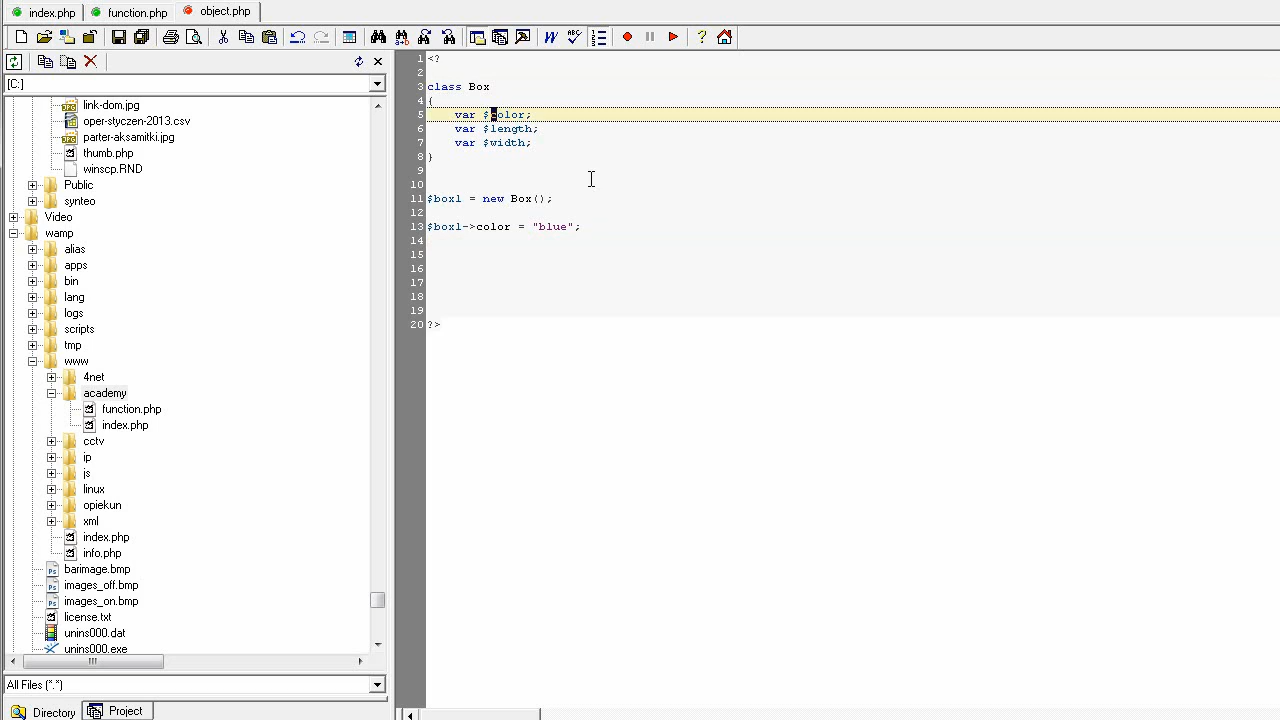 index.php function.php object.php
[C:]
link-dom.jpg
oper-styczen-2013.csv
parter-aksamitki.jpg
thumb.php
winscp.RND
Public
synteo
Video
wamp
alias
apps
bin
lang
logs
scripts
tmp
www
4net
academy
function.php
index.php
cctv
ip
js
linux
opiekun
xml
index.php
info.php
barimage.bmp
images_off.bmp
images_on.bmp
license.txt
unins000.dat
unins000.exe
All Files (*.*)
Directory Project
1 <?
2
3 class Box
4 {
5 var $color;
6 var $length;
7 var $width;
8 }
9
10
11 $box1 = new Box();
12
13 $box1->color = "blue";
14
15
16
17
18
19
20 ?>